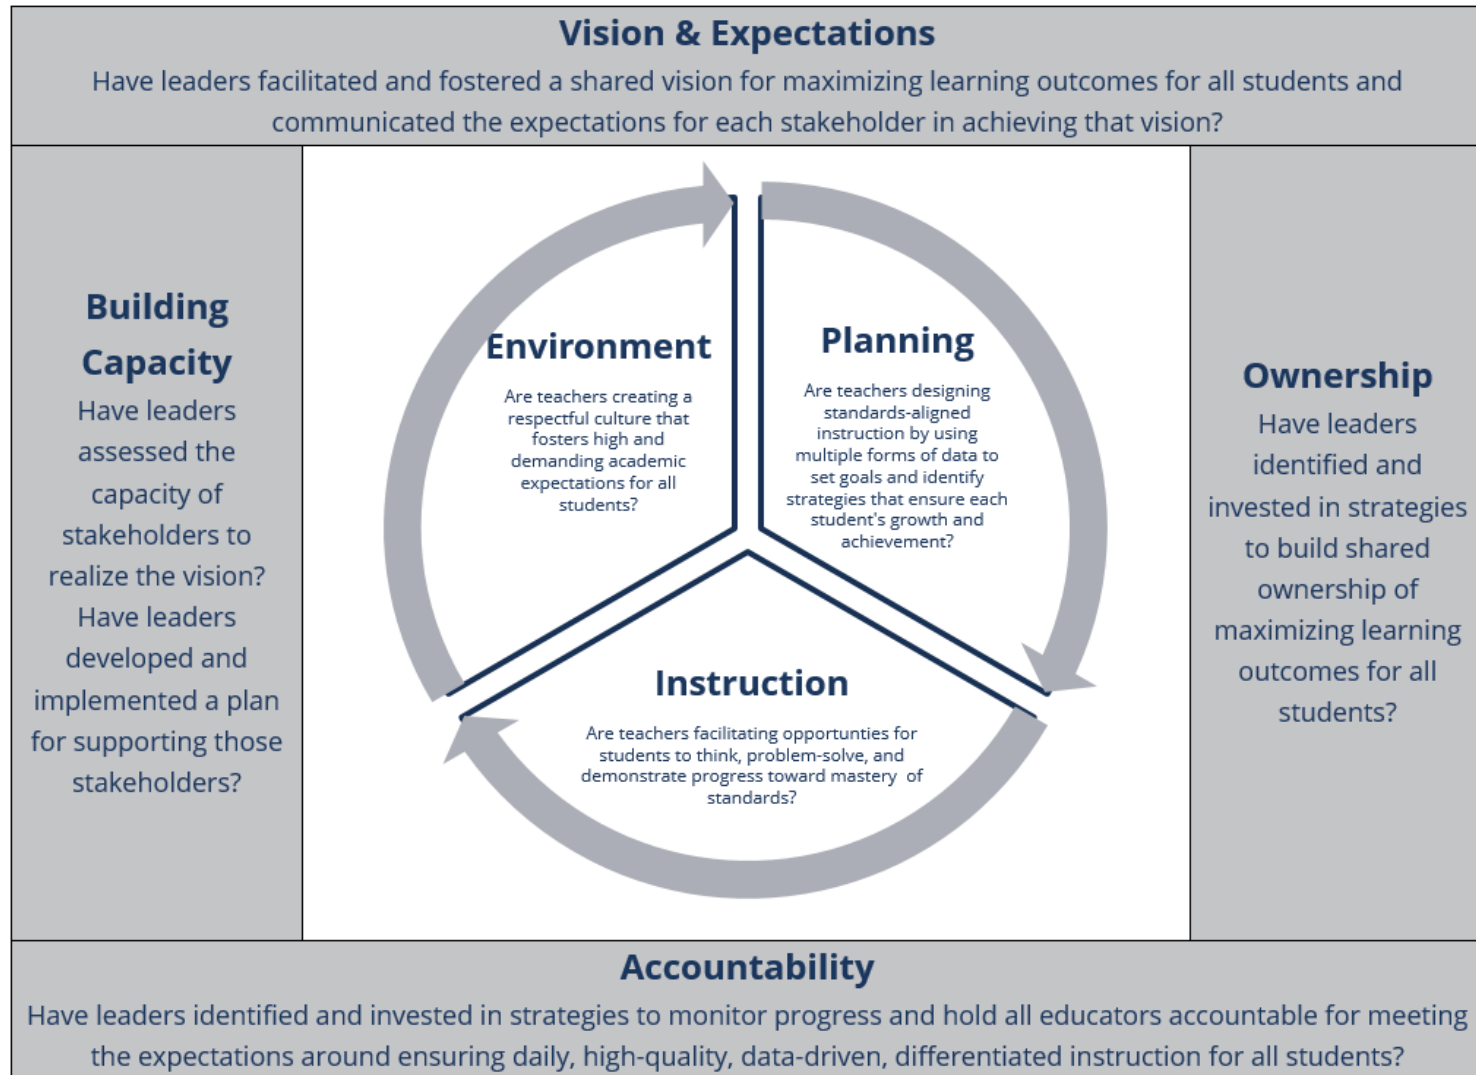 Vision & Expectations
Have leaders facilitated and fostered a shared vision for maximizing learning outcomes for all students and
communicated the expectations for each stakeholder in achieving that vision?
Building
Capacity
Have leaders
assessed the
capacity of
stakeholders to
realize the vision?
Have leaders
developed and
implemented a plan
for supporting those
stakeholders?
Environment
Are teachers creating a
respectful culture that
fosters high and
demanding academic
expectations for all
students?
Planning
Are teachers designing
standards-aligned
instruction by using
multiple forms of data to
set goals and identify
strategies that ensure each
student's growth and
achievement?
Instruction
Are teachers facilitating opportunties for
students to think, problem-solve, and
demonstrate progress toward mastery of
standards?
Ownership
Have leaders
identified and
invested in strategies
to build shared
ownership of
maximizing learning
outcomes for all
students?
Accountability
Have leaders identified and invested in strategies to monitor progress and hold all educators accountable for meeting
the expectations around ensuring daily, high-quality, data-driven, differentiated instruction for all students?